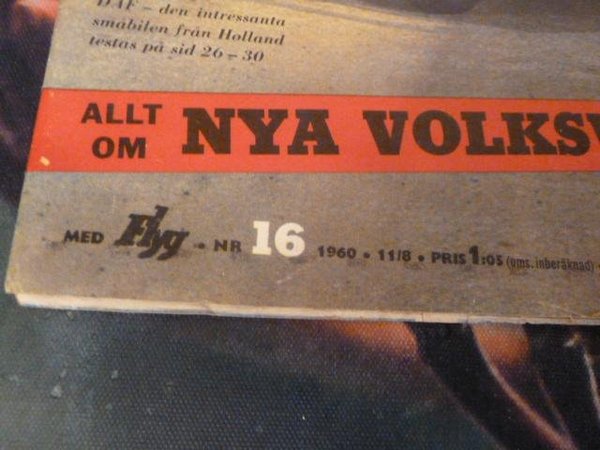 DAF – den intressanta
småbilen från Holland
testas på sid 26 – 30
ALLT
OM
NYA VOLKSW
MED Flyg • NR 16 1960 • 11/8 • PRIS 1:05 (oms. inberäknad) •